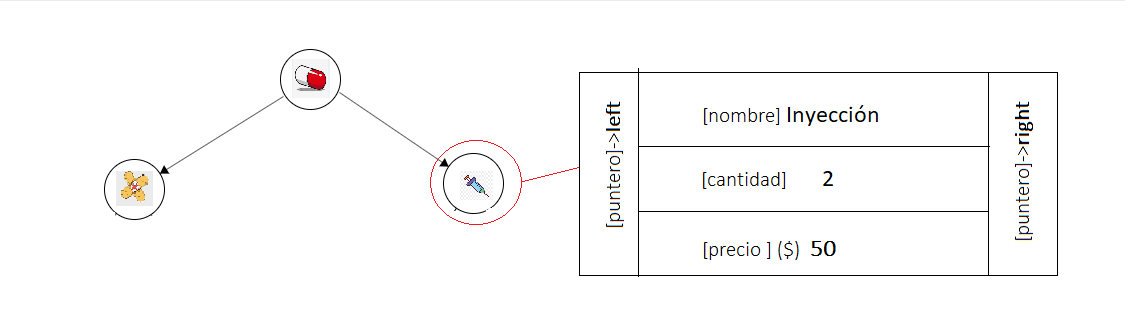 [puntero]->left
[nombre] Inyección
[cantidad] 2
[precio ] ($) 50
[puntero]->right